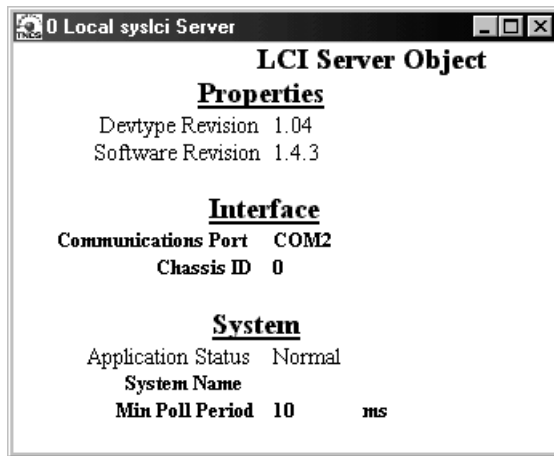 TNOS 0 Local syslci Server
LCI Server Object
Properties
Devtype Revision 1.04
Software Revision 1.4.3
Interface
Communications Port COM2
Chassis ID 0
System
Application Status Normal
System Name
Min Poll Period 10 ms